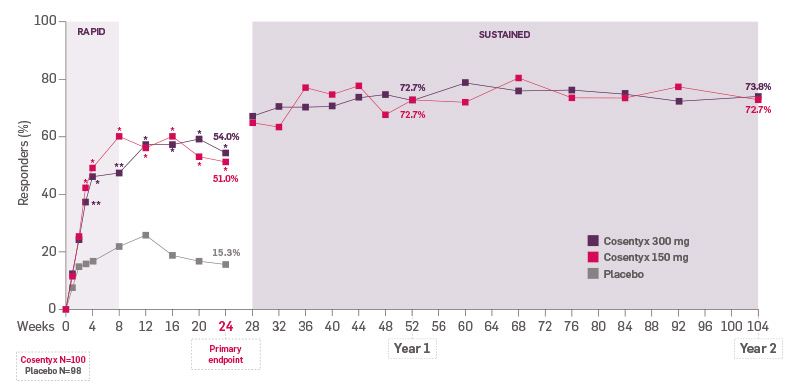 100
RAPID
SUSTAINED
80
72.7%
73.8%
72.7%
72.7%
60
54.0%
51.0%
Responders (%)
40
20
15.3%
0
Cosentyx 300 mg
Cosentyx 150 mg
Placebo
Weeks 0 4 8 12 16 20 24 28 32 36 40 44 48 52 56 60 64 68 72 76 80 84 88 92 96 100 104
Primary
endpoint
Year 1
Year 2
Cosentyx N=100
Placebo N=98